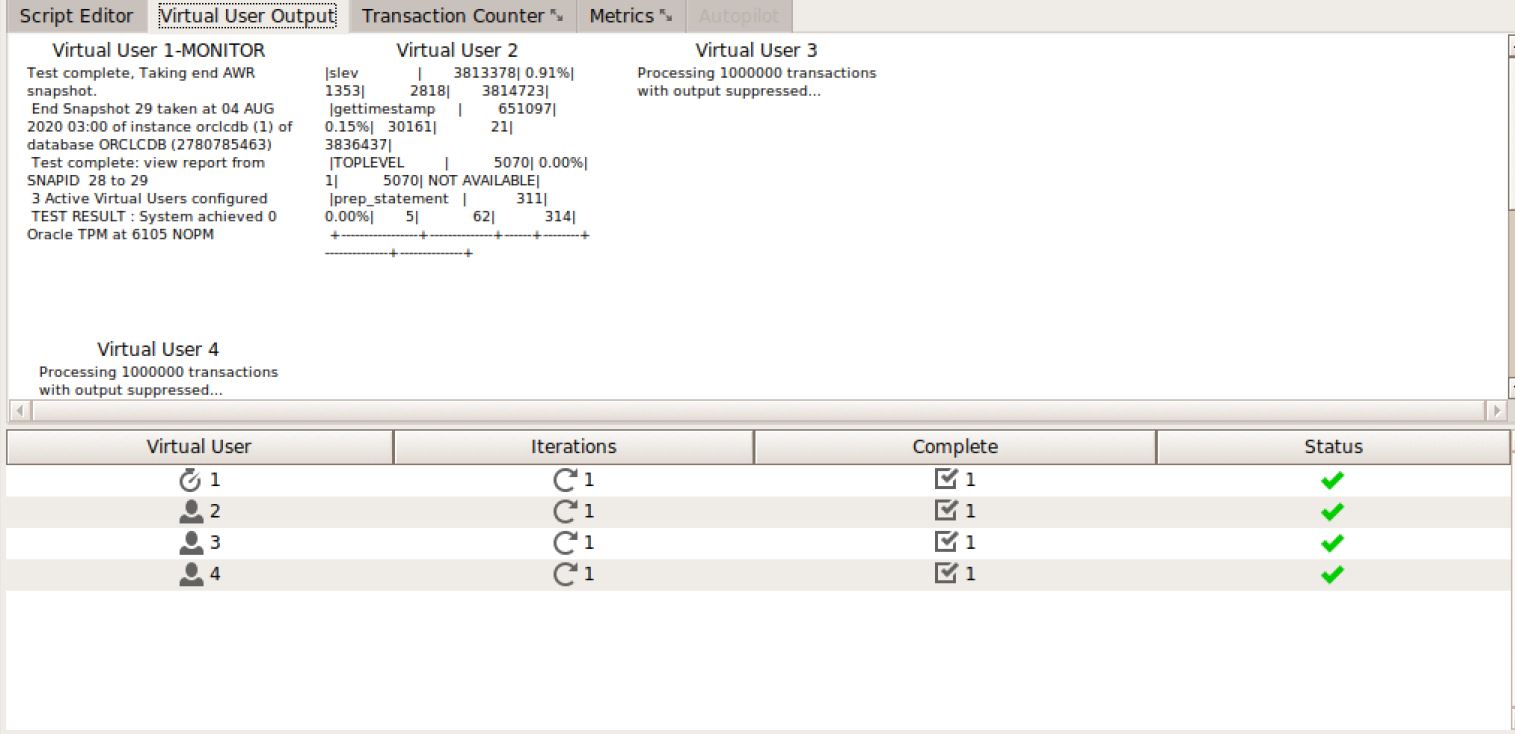 Script Editor Virtual User Output Transaction Counter Metrics Autopilot
Virtual User 1-MONITOR
Test complete, Taking end AWR
snapshot.
End Snapshot 29 taken at 04 AUG
2020 03:00 of instance orclcdb (1) of
database ORCLCDB (2780785463)
Test complete: view report from
SNAPID 28 to 29
3 Active Virtual Users configured
TEST RESULT : System achieved 0
Oracle TPM at 6105 NOPM
Virtual User 2
|slev | 3813378| 0.91%|
1353| 2818| 3814723|
|gettimestamp | 651097|
0.15%| 30161| 21|
3836437|
|TOPLEVEL | 5070| 0.00%|
1| 5070| NOT AVAILABLE|
|prep_statement | 311|
0.00%| 5| 62| 314|
+-----------------+--------------+------+--------+
--------------+--------------+
Virtual User 3
Processing 1000000 transactions
with output suppressed...
Virtual User 4
Processing 1000000 transactions
with output suppressed...
Virtual User Iterations Complete Status
1 1 1
2 1 1
3 1 1
4 1 1